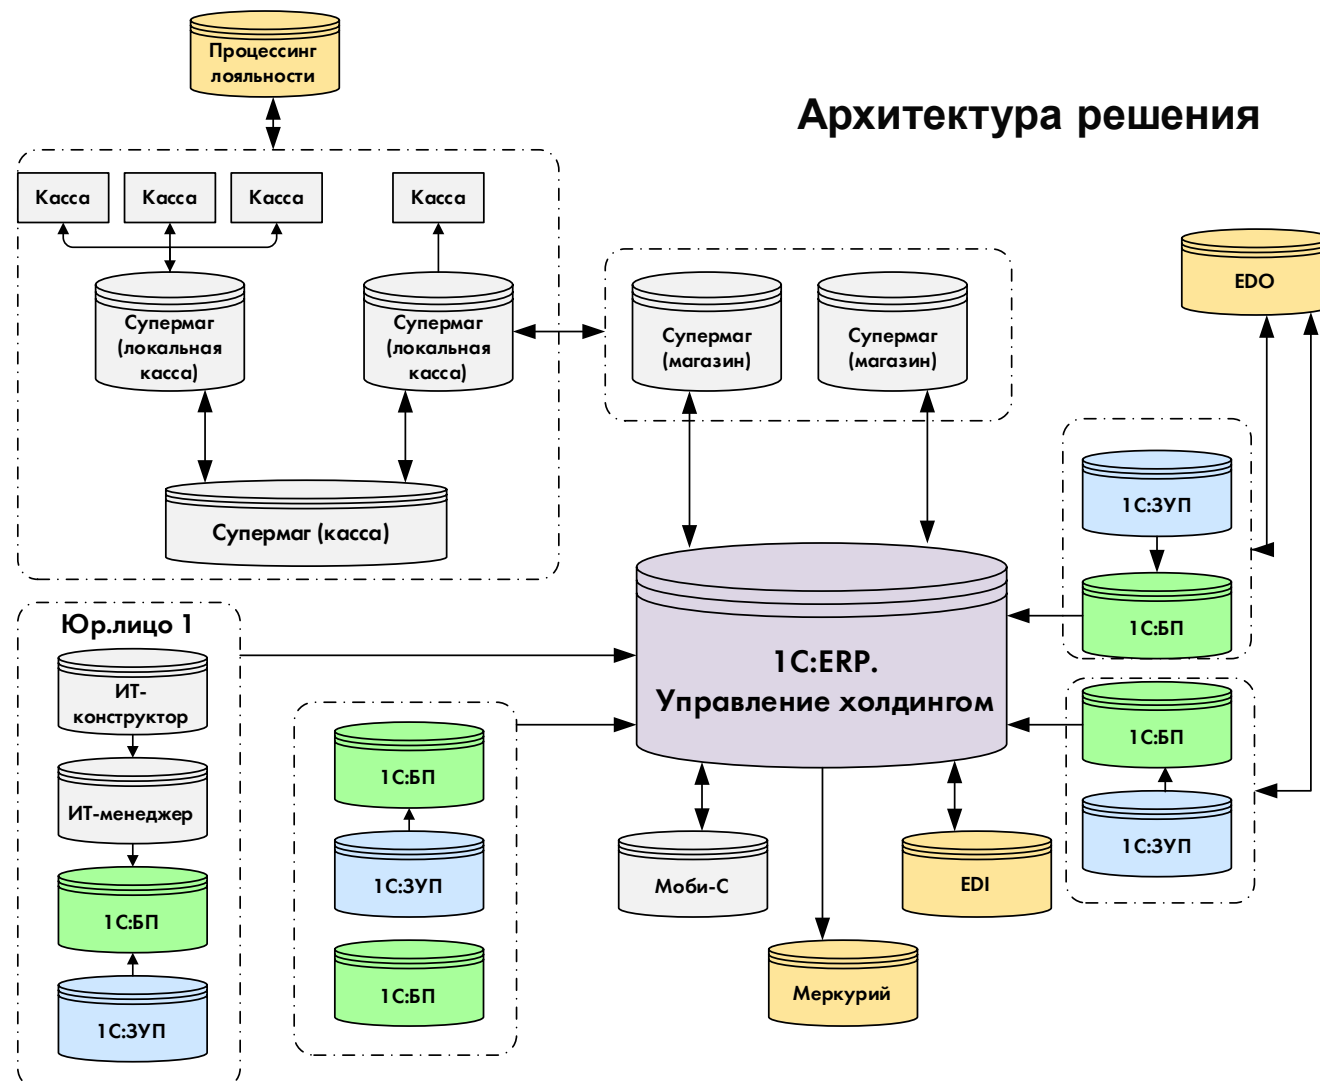 Процессинг
лояльности
Архитектура решения
Касса
Касса
Касса
Касса
EDO
Супермаг
(локальная
касса)
Супермаг
(локальная
касса)
Супермаг
(магазин)
Супермаг
(магазин)
1С:ЗУП
Супермаг (касса)
1С:БП
Юр.лицо 1
1С:ERP.
Управление холдингом
ИТ-
конструктор
1С:БП
1С:БП
ИТ-менеджер
1С:ЗУП
1С:ЗУП
Моби-С
EDI
1С:БП
1С:БП
Меркурий
1С:ЗУП